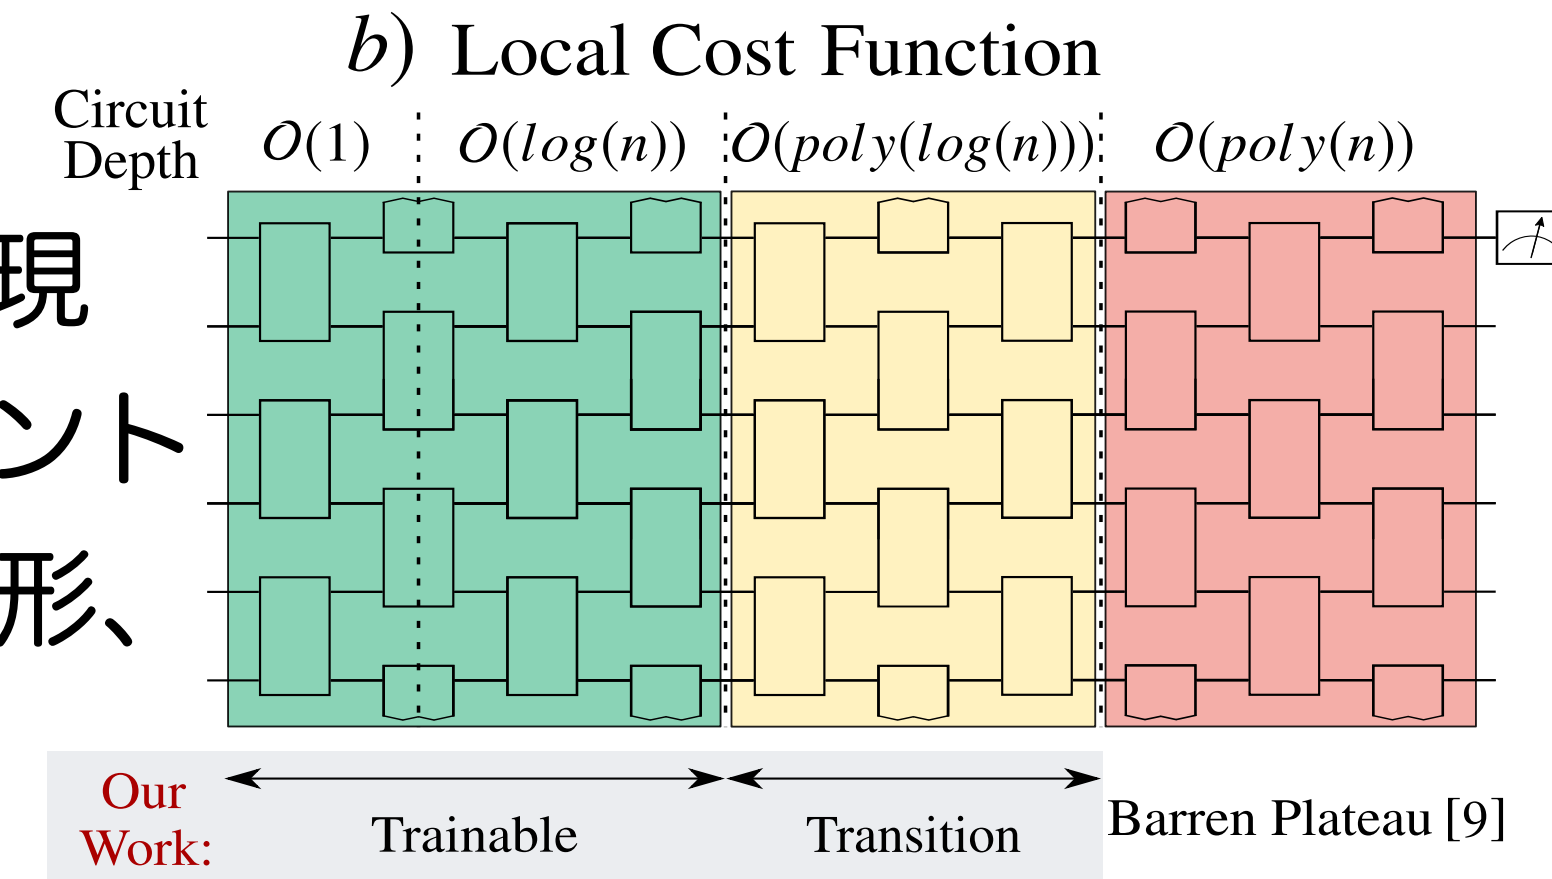 b) Local Cost Function
Circuit
Depth
O(1) O(log(n)) O(poly(log(n))) O(poly(n))
現
ント
形、
Our
Work:
Trainable Transition Barren Plateau [9]